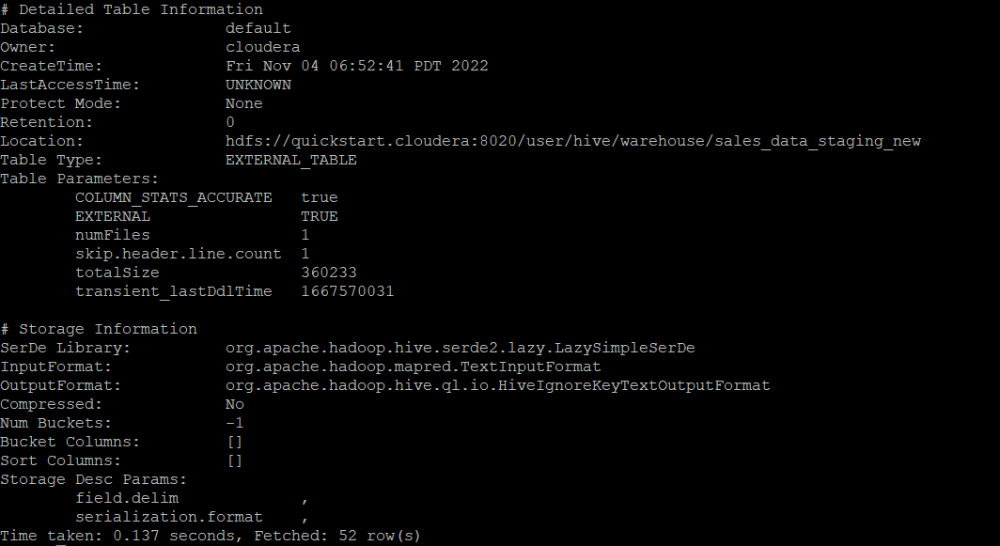 # Detailed Table Information
Database:               default
Owner:                  cloudera
CreateTime:             Fri Nov 04 06:52:41 PDT 2022
LastAccessTime:         UNKNOWN
Protect Mode:           None
Retention:              0
Location:               hdfs://quickstart.cloudera:8020/user/hive/warehouse/sales_data_staging_new
Table Type:             EXTERNAL_TABLE
Table Parameters:
        COLUMN_STATS_ACCURATE   true
        EXTERNAL                TRUE
        numFiles                1
        skip.header.line.count  1
        totalSize               360233
        transient_lastDdlTime   1667570031

# Storage Information
SerDe Library:          org.apache.hadoop.hive.serde2.lazy.LazySimpleSerDe
InputFormat:            org.apache.hadoop.mapred.TextInputFormat
OutputFormat:           org.apache.hadoop.hive.ql.io.HiveIgnoreKeyTextOutputFormat
Compressed:             No
Num Buckets:            -1
Bucket Columns:         []
Sort Columns:           []
Storage Desc Params:
        field.delim             ,
        serialization.format    ,
Time taken: 0.137 seconds, Fetched: 52 row(s)